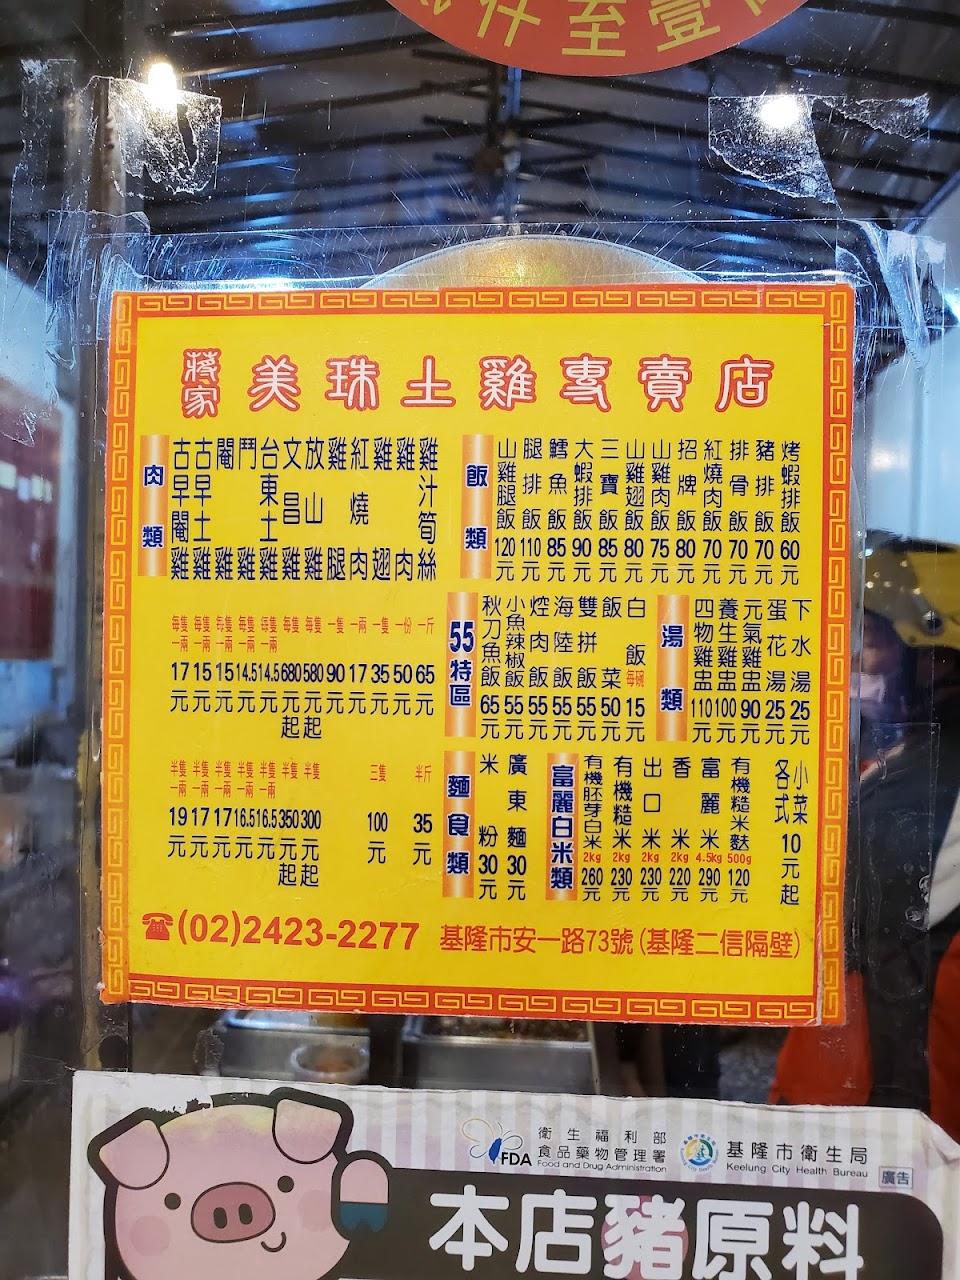 件至壹
蔣家
美珠土雞專賣店
肉類
古早閹雞 每隻一兩 17元 半隻一兩 19元
古早土雞 每隻一兩 15元 半隻一兩 17元
閹雞 每隻一兩 15元 半隻一兩 17元
鬥雞 每隻一兩 14.5元 半隻一兩 16.5元
台東土雞 每隻一兩 14.5元 半隻一兩 16.5元
文昌雞 每隻 680元起 半隻 350元起
放山雞 每隻 580元起 半隻 300元起
雞腿 一隻 90元
紅燒肉 一兩 17元
雞翅 一隻 35元 三隻 100元
雞肉 一份 50元
雞汁筍絲 一斤 65元 半斤 35元
飯類
山雞腿飯 120元
腿排飯 110元
鱈魚飯 85元
大蝦排飯 90元
三寶飯 85元
山雞翅飯 80元
山雞肉飯 75元
招牌飯 80元
紅燒肉飯 70元
排骨飯 70元
豬排飯 70元
烤蝦排飯 60元
55特區
秋刀魚飯 65元
小魚辣椒飯 55元
焢肉飯 55元
海陸飯 55元
雙拼飯 55元
飯菜 50元
白飯 每碗 15元
湯類
四物雞盅 110元
養生雞盅 100元
元氣雞盅 90元
蛋花湯 25元
下水湯 25元
麵食類
米粉 30元
廣東麵 30元
富麗白米類
有機胚芽白米 2kg 260元
有機糙米 2kg 230元
出口米 2kg 230元
香米 2kg 220元
富麗米 4.5kg 290元
有機糙米麩 500g 120元
各式小菜 10元起
☎(02)2423-2277 基隆市安一路73號(基隆二信隔壁)
衛生福利部
食品藥物管理署
FDA Food and Drug Administration
基隆市衛生局
Keelung City Health Bureau
廣告
本店豬原料